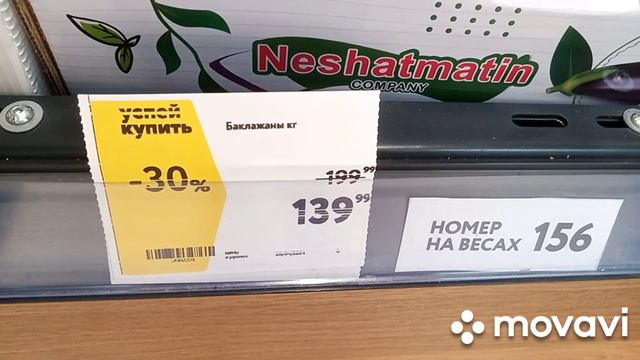 Neshatmatin
COMPANY
успей
купить
Баклажаны кг
-30%
199 99
139 99
НОМЕР
НА ВЕСАХ 156
movavi